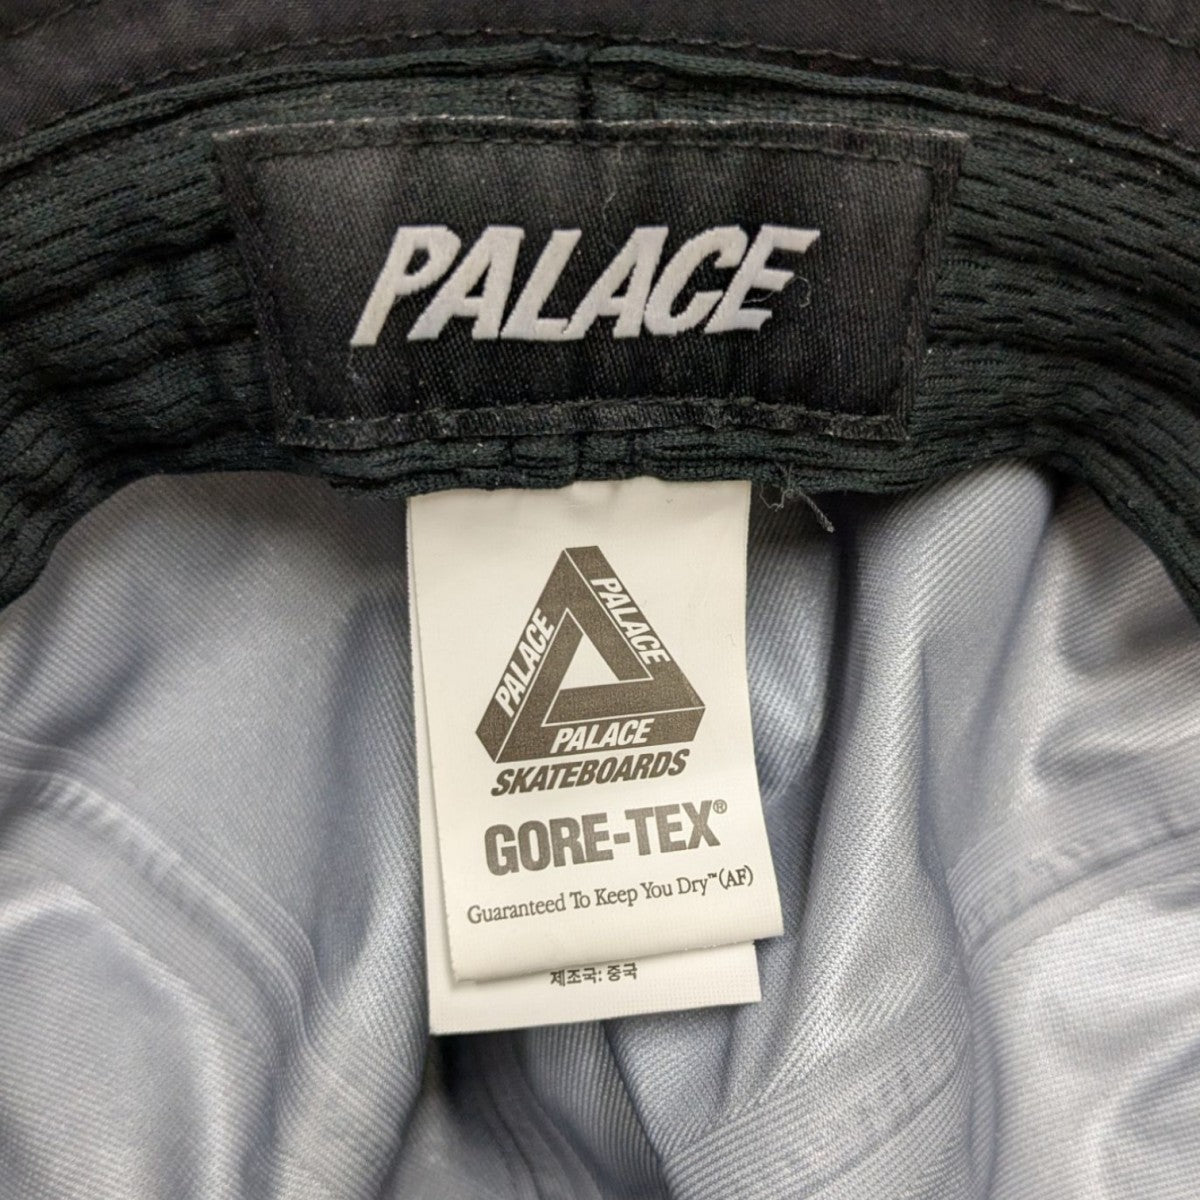 PALACE
PALACE
PALACE
PALACE
SKATEBOARDS
GORE-TEX®
Guaranteed To Keep You Dry™(AF)
제조국: 중국